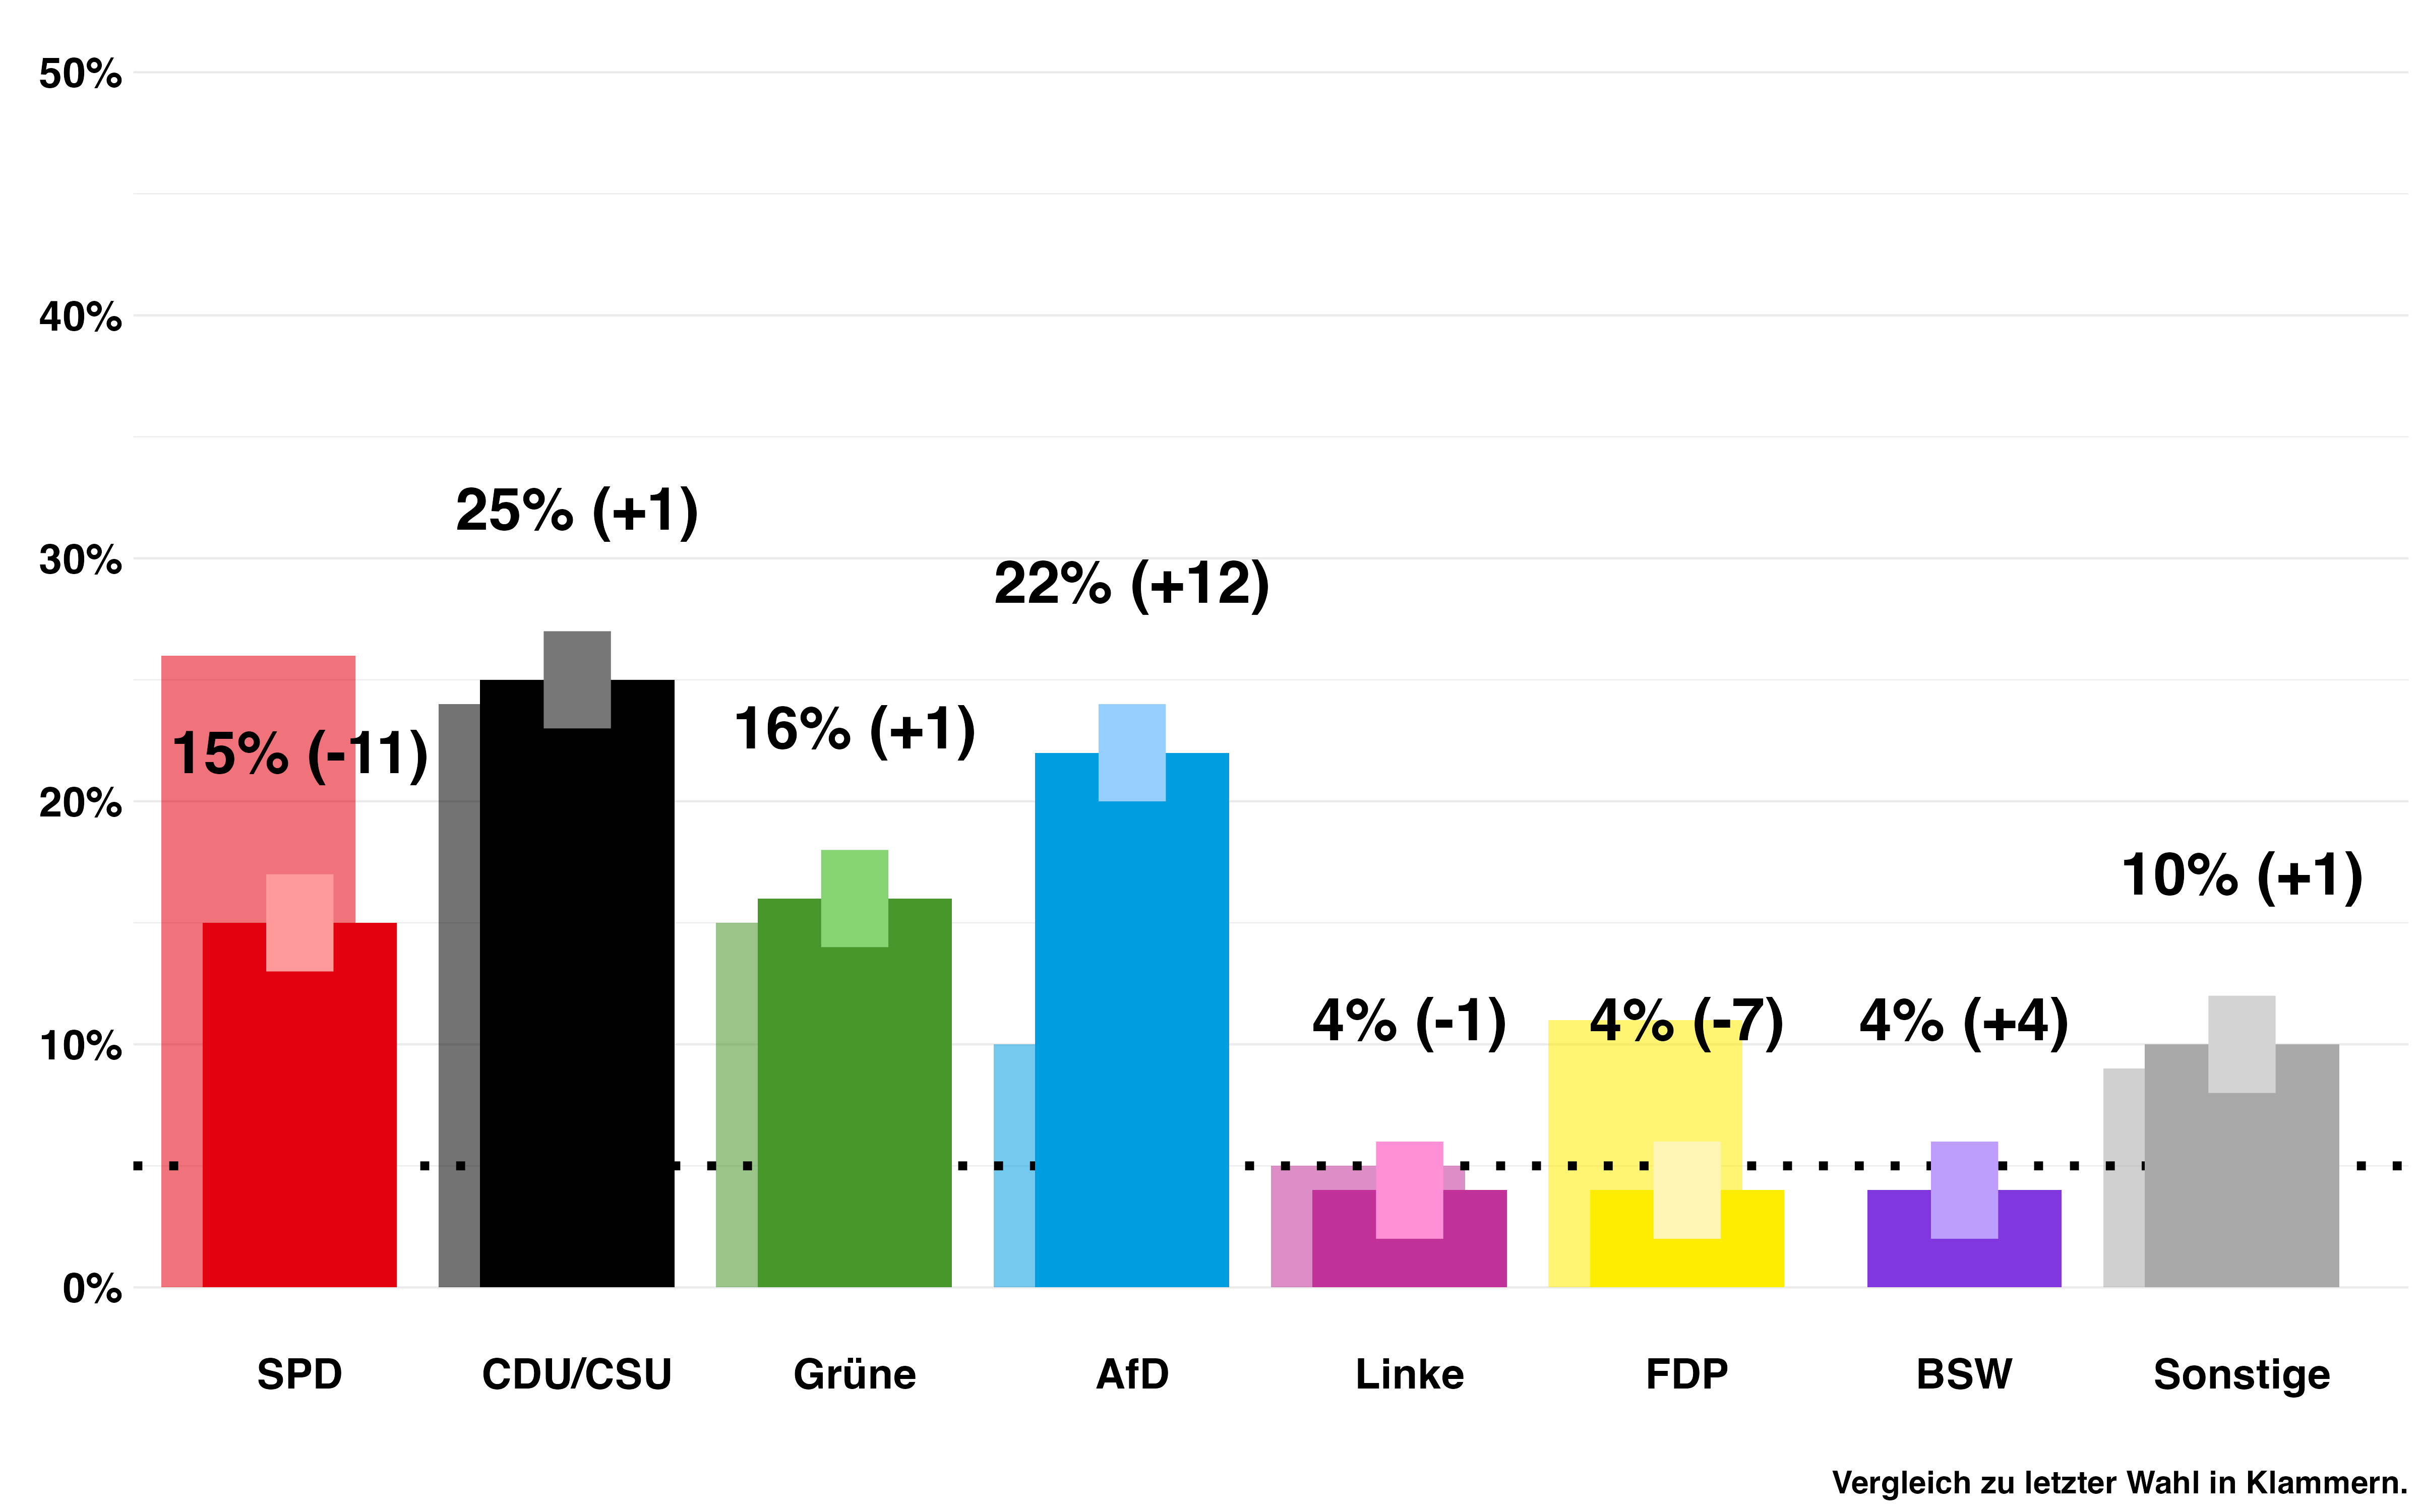 50%
40%
30%
20%
10%
0%
15% (-11)
25% (+1)
16% (+1)
22% (+12)
4% (-1)
4% (-7)
4% (+4)
10% (+1)
SPD
CDU/CSU
Grüne
AfD
Linke
FDP
BSW
Sonstige
Vergleich zu letzter Wahl in Klammern.